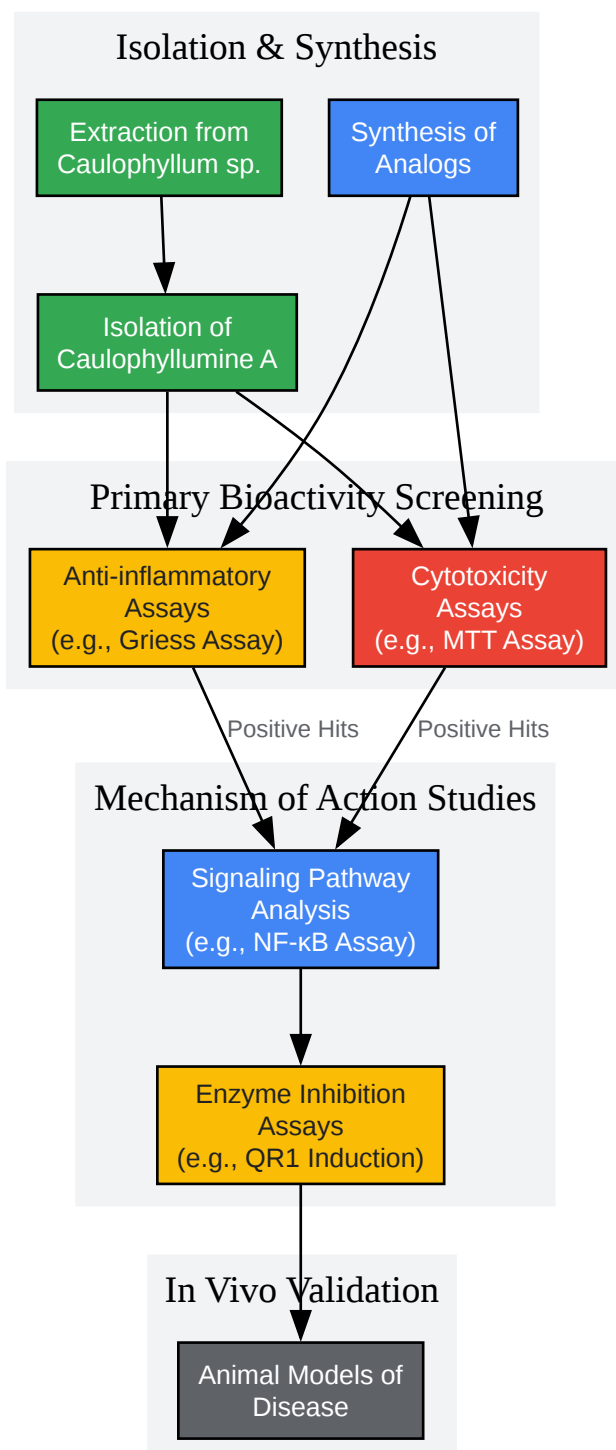 Isolation & Synthesis
Extraction from
Caulophyllum sp.
Synthesis of
Analogs
Isolation of
Caulophyllumine A
Primary Bioactivity Screening
Anti-inflammatory
Assays
(e.g., Griess Assay)
Cytotoxicity
Assays
(e.g., MTT Assay)
Positive Hits
Positive Hits
Mechanism of Action Studies
Signaling Pathway
Analysis
(e.g., NF-κB Assay)
Enzyme Inhibition
Assays
(e.g., QR1 Induction)
In Vivo Validation
Animal Models of
Disease